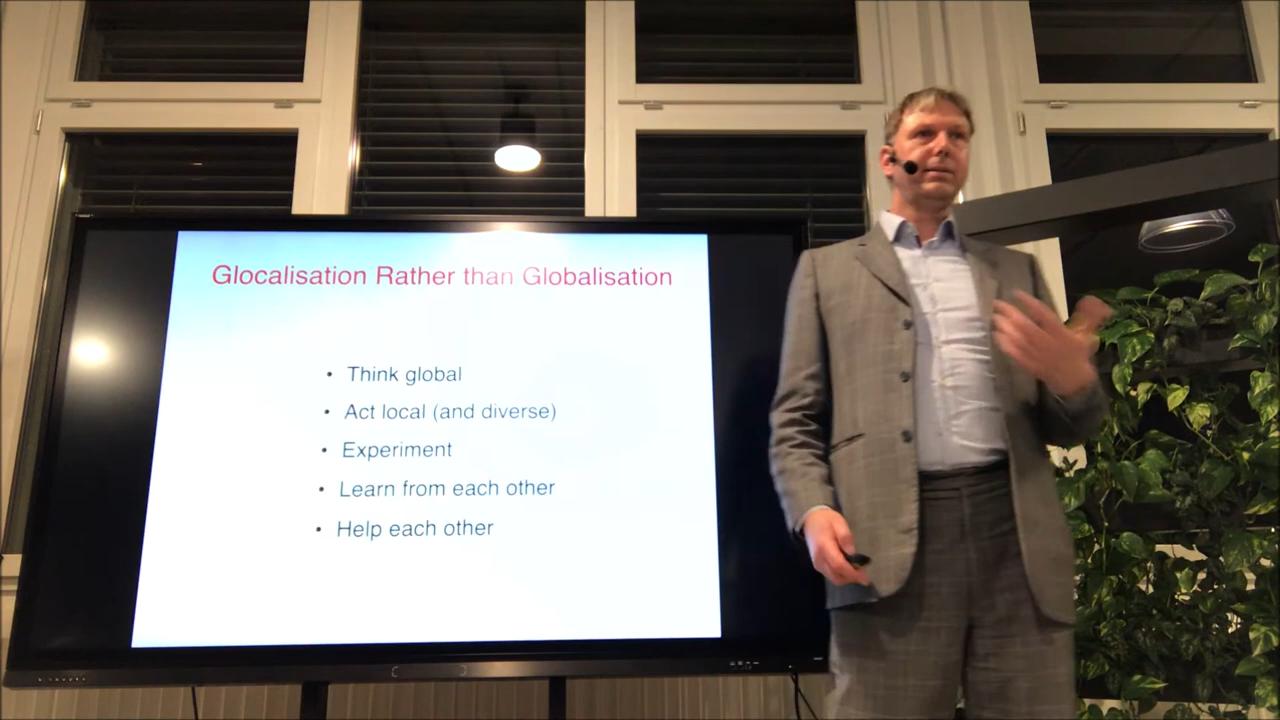 Glocalisation Rather than Globalisation
• Think global
• Act local (and diverse)
• Experiment
• Learn from each other
• Help each other